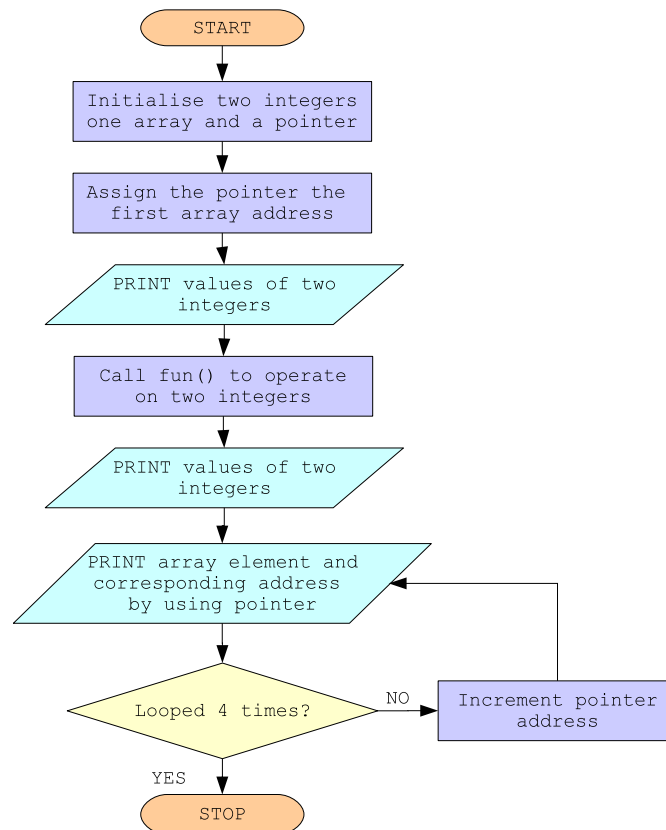 START
Initialise two integers
one array and a pointer
Assign the pointer the
first array address
PRINT values of two
integers
Call fun() to operate
on two integers
PRINT values of two
integers
PRINT array element and
corresponding address
by using pointer
Looped 4 times?
NO
Increment pointer
address
YES
STOP